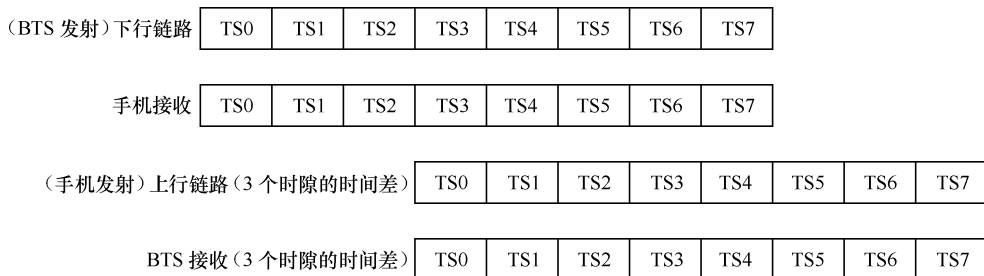 （BTS 发射）下行链路 TS0 TS1 TS2 TS3 TS4 TS5 TS6 TS7
手机接收 TS0 TS1 TS2 TS3 TS4 TS5 TS6 TS7
（手机发射）上行链路（3 个时隙的时间差） TS0 TS1 TS2 TS3 TS4 TS5 TS6 TS7
BTS 接收（3 个时隙的时间差） TS0 TS1 TS2 TS3 TS4 TS5 TS6 TS7